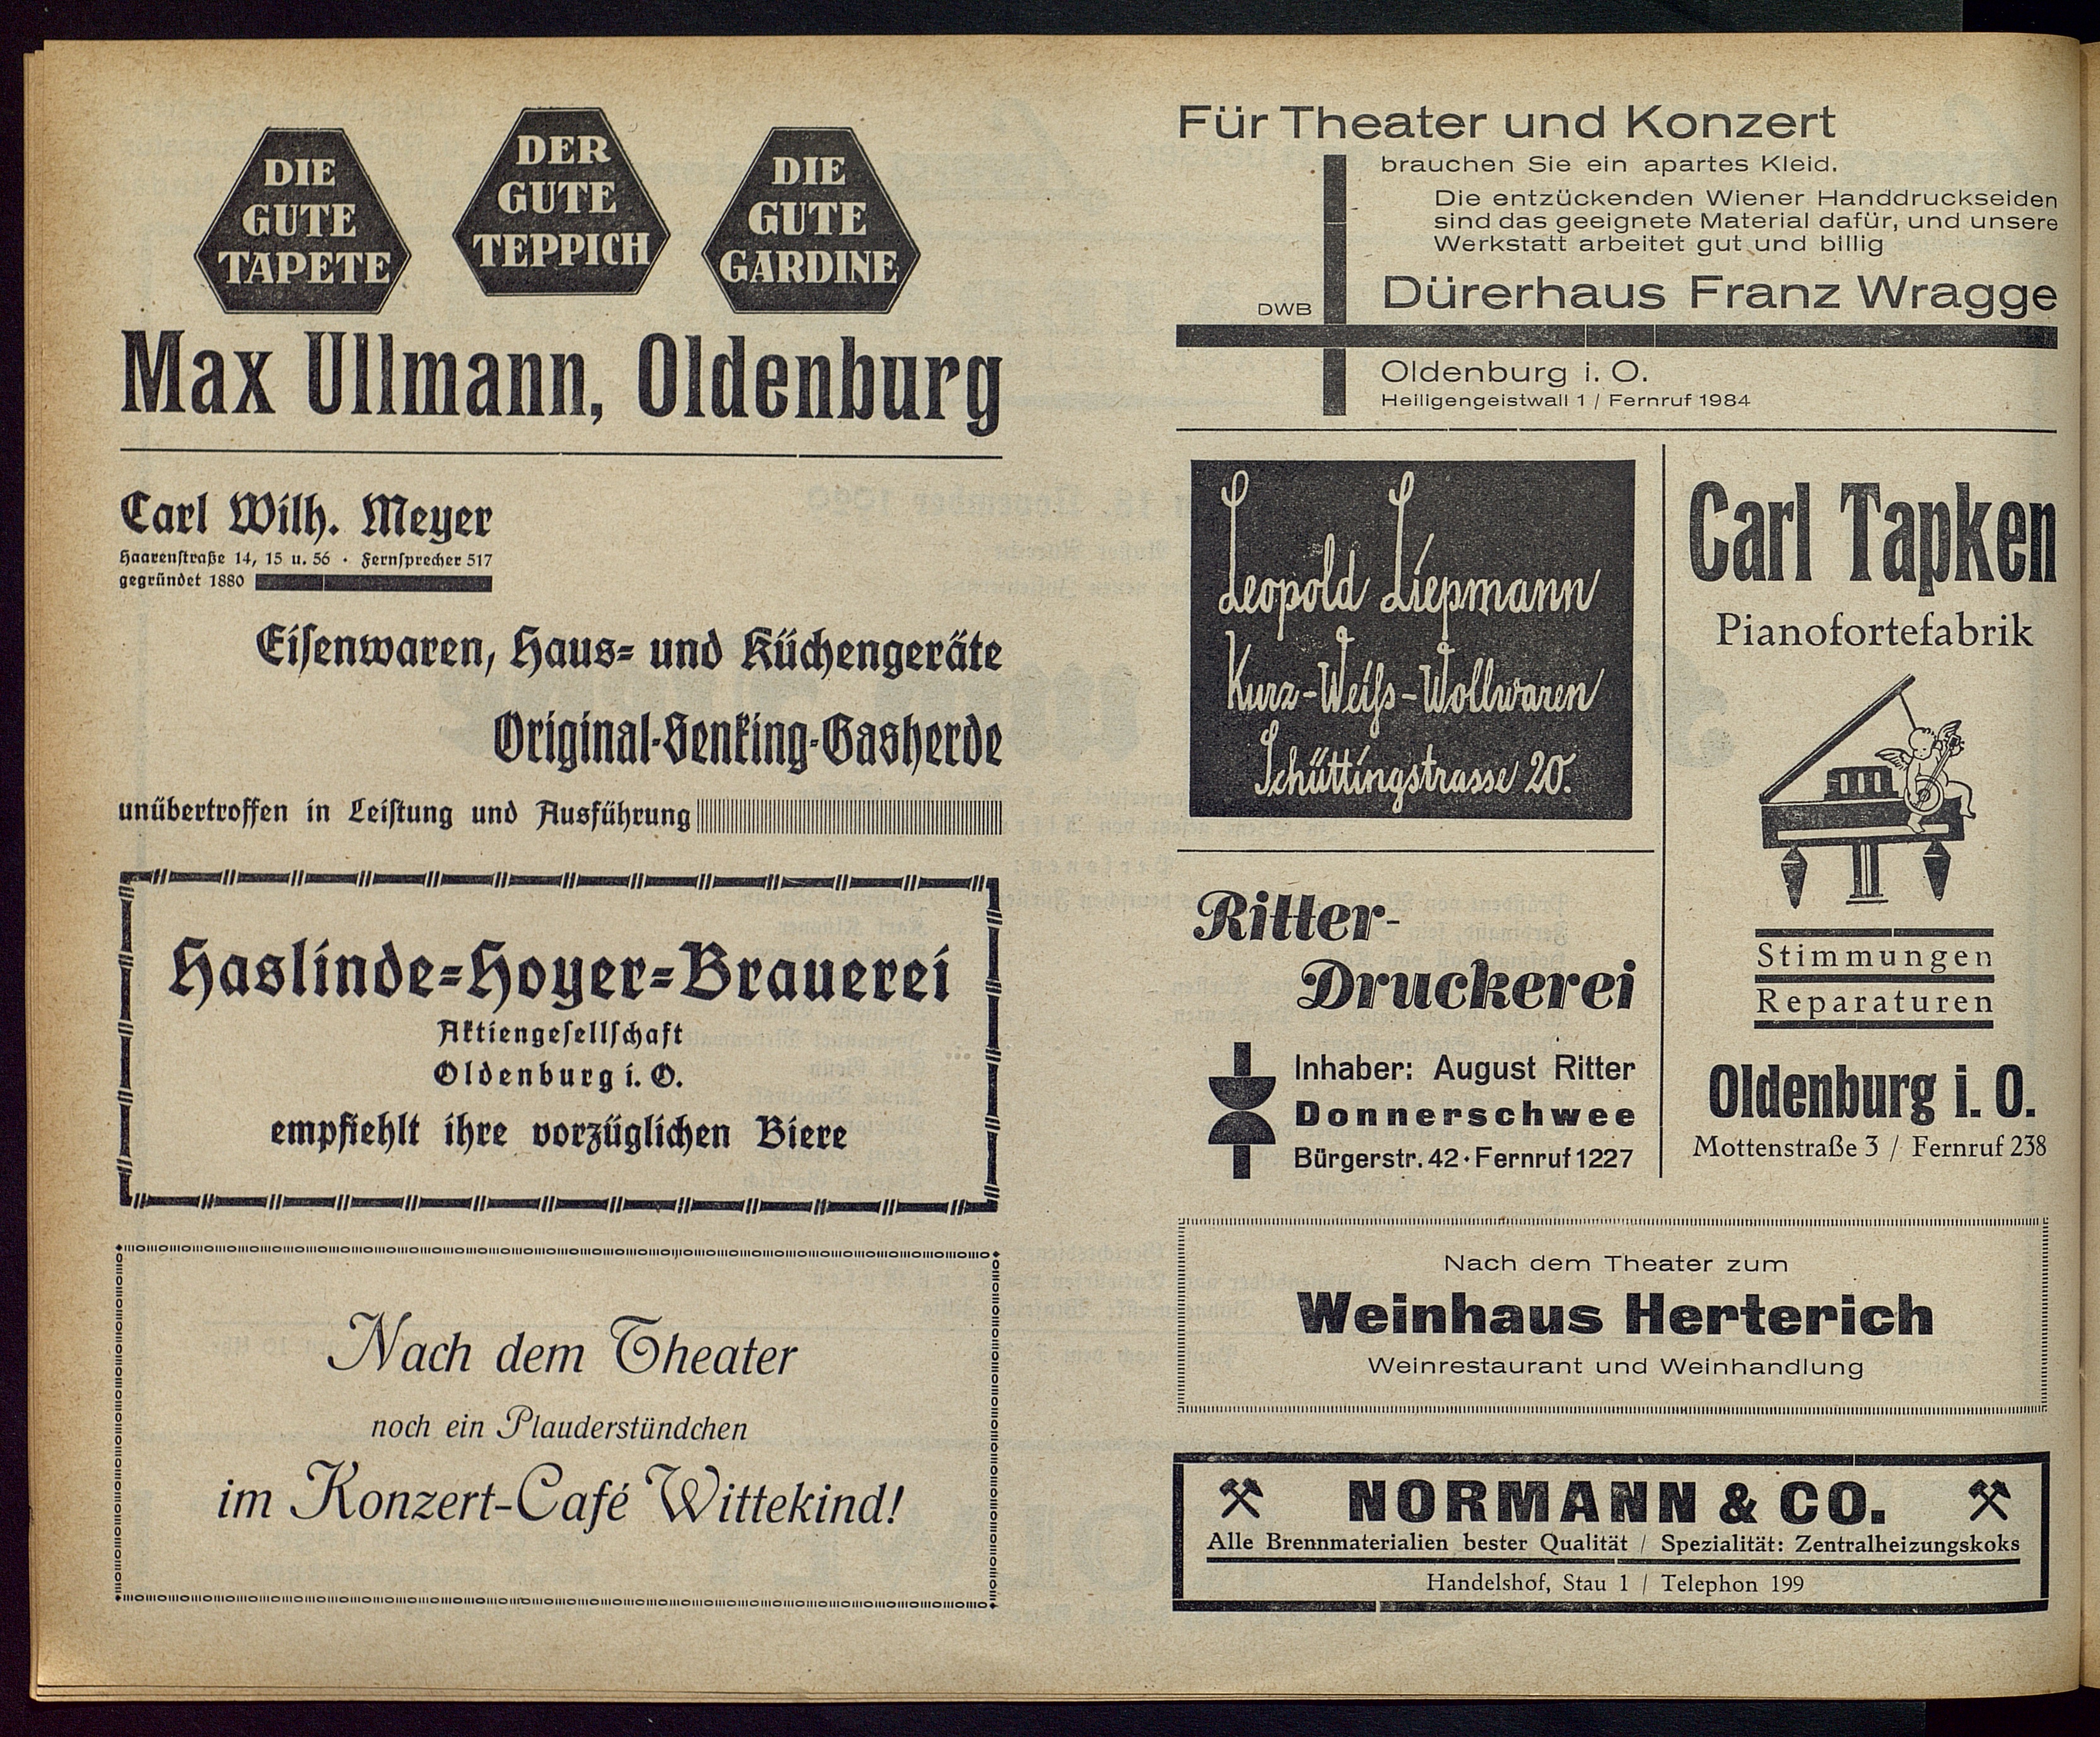 DIE
GUTE
TAPETE
DER
GUTE
TEPPICH
DIE
GUTE
GARDINE
Max Ullmann, Oldenburg
Carl Wilh. Meyer
Haarenſtraße 14, 15 u. 56 · Fernſprecher 517
gegründet 1880
Eiſenwaren, Haus- und Küchengeräte
Original-Senking-Gasherde
unübertroffen in Leiſtung und Ausführung
Haslinde-Hoyer-Brauerei
Aktiengeſellſchaft
Oldenburg i. O.
empfiehlt ihre vorzüglichen Biere
Nach dem Theater
noch ein Plauderstündchen
im Konzert-Café Wittekind!
Für Theater und Konzert
brauchen Sie ein apartes Kleid.
Die entzückenden Wiener Handdruckseiden
sind das geeignete Material dafür, und unsere
Werkstatt arbeitet gut und billig
DWB
Dürerhaus Franz Wragge
Oldenburg i. O.
Heiligengeistwall 1 / Fernruf 1984
Leopold Liepmann
Kurz-Weiß-Wollwaren
Schüttingstrasse 20.
Ritter-
Druckerei
Inhaber: August Ritter
Donnerschwee
Bürgerstr. 42 · Fernruf 1227
Carl Tapken
Pianofortefabrik
Stimmungen
Reparaturen
Oldenburg i. O.
Mottenstraße 3 / Fernruf 238
Nach dem Theater zum
Weinhaus Herterich
Weinrestaurant und Weinhandlung
NORMANN & CO.
Alle Brennmaterialien bester Qualität / Spezialität: Zentralheizungskoks
Handelshof, Stau 1 / Telephon 199